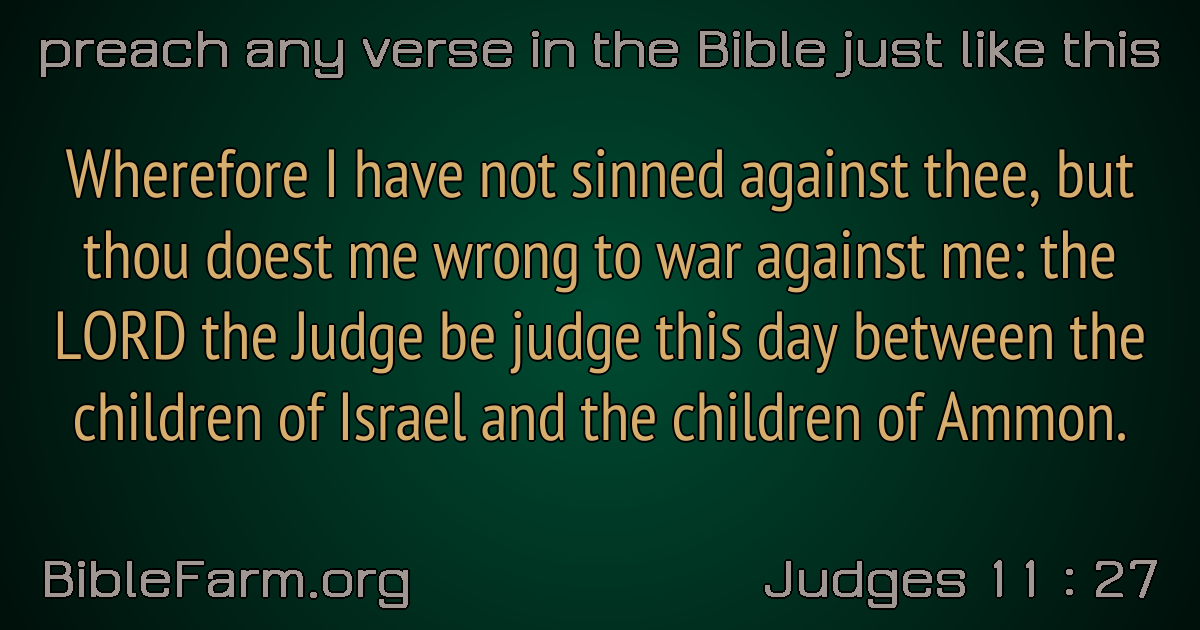 preach any verse in the Bible just like this
Wherefore I have not sinned against thee, but
thou doest me wrong to war against me: the
LORD the Judge be judge this day between the
children of Israel and the children of Ammon.
BibleFarm.org
Judges 11 : 27